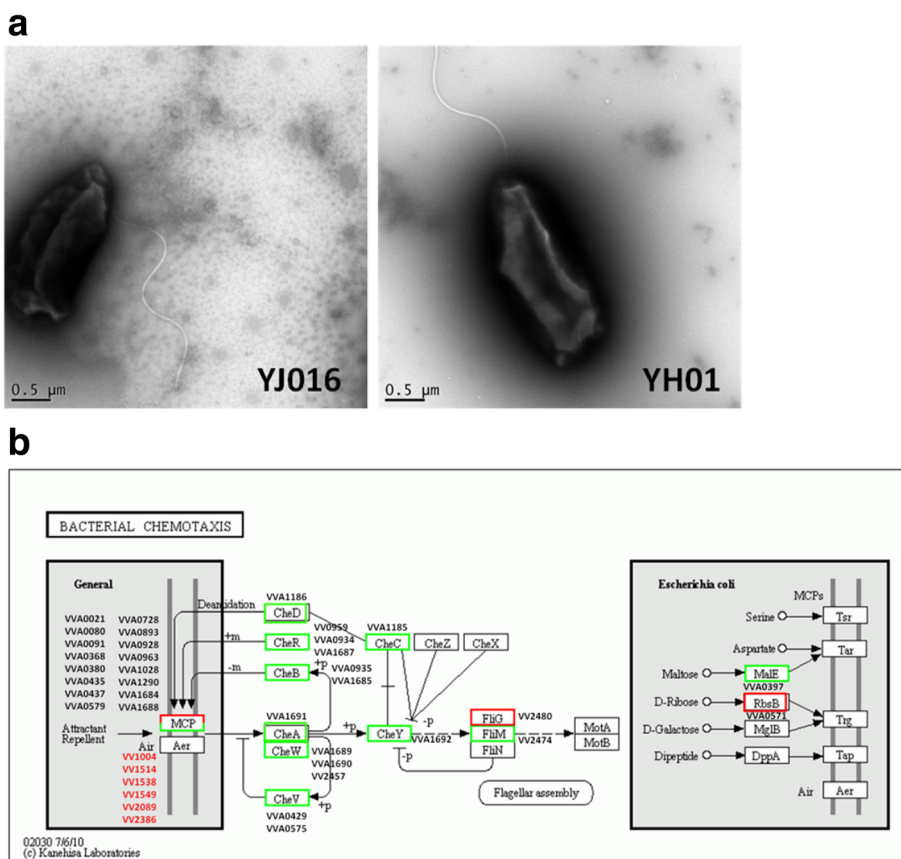 a
YJ016
0.5 µm
YH01
0.5 µm
b
BACTERIAL CHEMOTAXIS
General
VVA0021 VVA0728
VVA0080 VVA0893
VVA0091 VVA0928
VVA0368 VVA0963
VVA0380 VVA1028
VVA0435 VVA1290
VVA0437 VVA1684
VVA0579 VVA1688
Attractant
Repellent
Air
MCP
Aer
VV1004
VV1514
VV1538
VV1549
VV2089
VV2386
Deamidation
+m
-m
VVA1186
CheD
CheR
VV0959
VVA0934
VVA1687
CheB
+p
VVA0935
VVA1685
VVA1691
CheA
CheW
VVA1689
VVA1690
VV2457
CheV
+p
VVA0429
VVA0575
VVA1185
CheC
CheZ
CheX
+p
CheY
-p
VVA1692
-p
FliG
FliM
FliN
VV2480
VV2474
MotA
MotB
Flagellar assembly
Escherichia coli
MCPs
Serine
Tsr
Aspartate
Tar
Maltose
MalE
VVA0397
D-Ribose
RbsB
VVA0571
Trg
D-Galactose
MglB
Dipeptide
DppA
Tap
Air
Aer
02030 7/6/10
(c) Kanehisa Laboratories